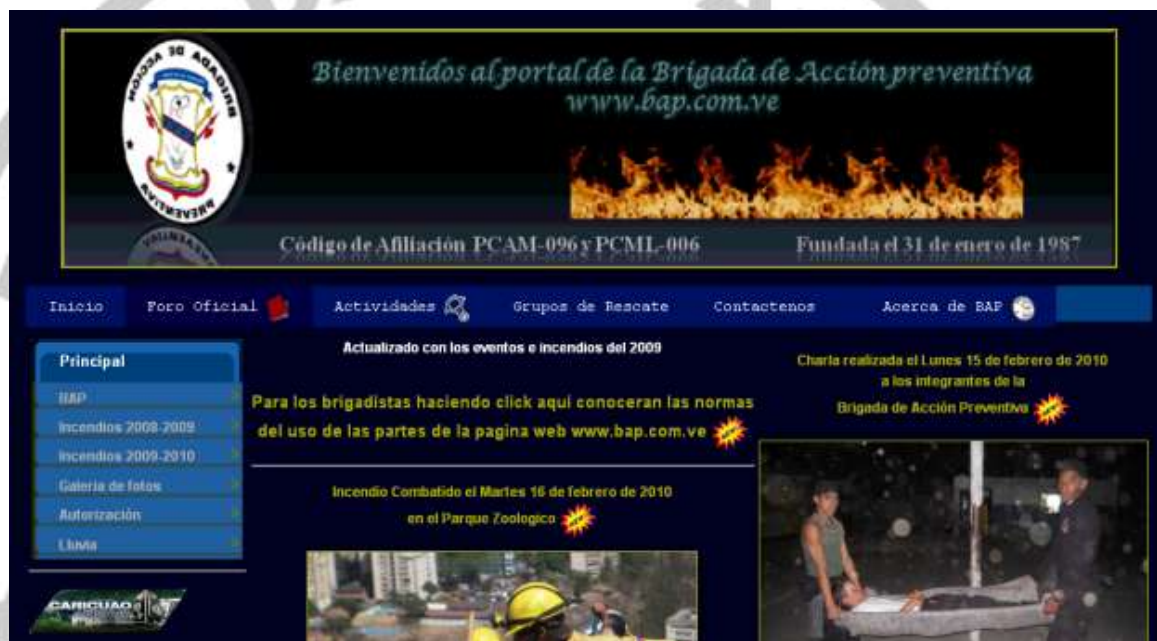 Bienvenidos al portal de la Brigada de Acción preventiva
www.bap.com.ve
BRIGADA DE ACCION
PREVENTIVA
Código de Afiliación PCAM-096 y PCML-006
Fundada el 31 de enero de 1987
Inicio
Foro Oficial
Actividades
Grupos de Rescate
Contactenos
Acerca de BAP
Principal
BAP
Incendios 2008-2009
Incendios 2009-2010
Galeria de fotos
Autorización
Lluvia
CARICUAO
Actualizado con los eventos e incendios del 2009
Para los brigadistas haciendo click aqui conoceran las normas
del uso de las partes de la pagina web www.bap.com.ve
Incendio Combatido el Martes 16 de febrero de 2010
en el Parque Zoologico
Charla realizada el Lunes 15 de febrero de 2010
a los integrantes de la
Brigada de Acción Preventiva